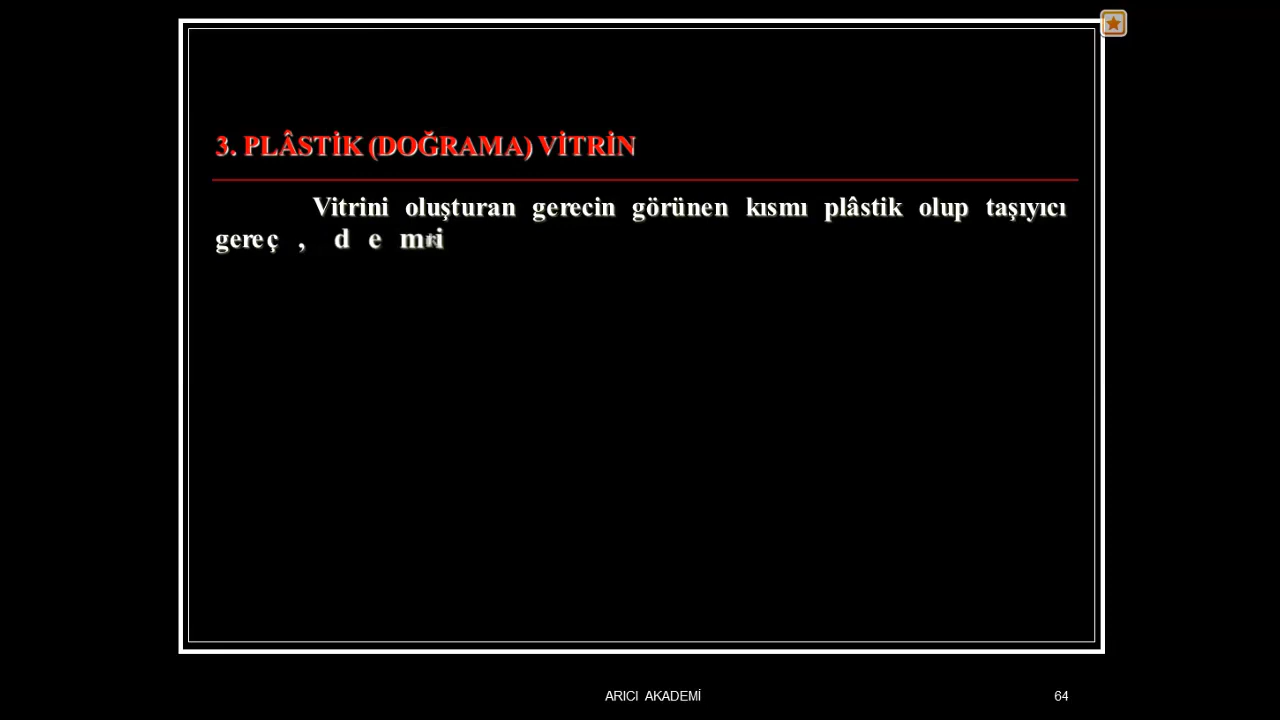 3. PLÂSTİK (DOĞRAMA) VİTRİN
Vitrini oluşturan gerecin görünen kısmı plâstik olup taşıyıcı
gereç ,
ARICI AKADEMİ
64